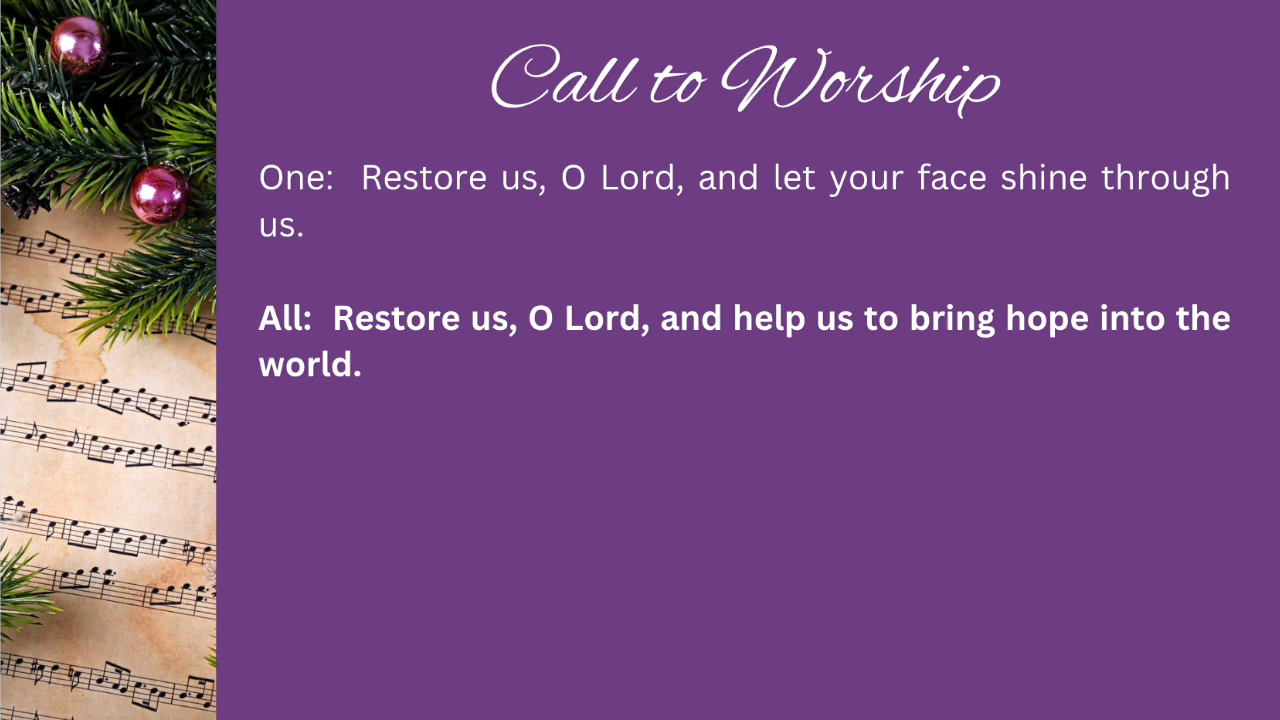 Call to Worship
One: Restore us, O Lord, and let your face shine through
us.
All: Restore us, O Lord, and help us to bring hope into the
world.